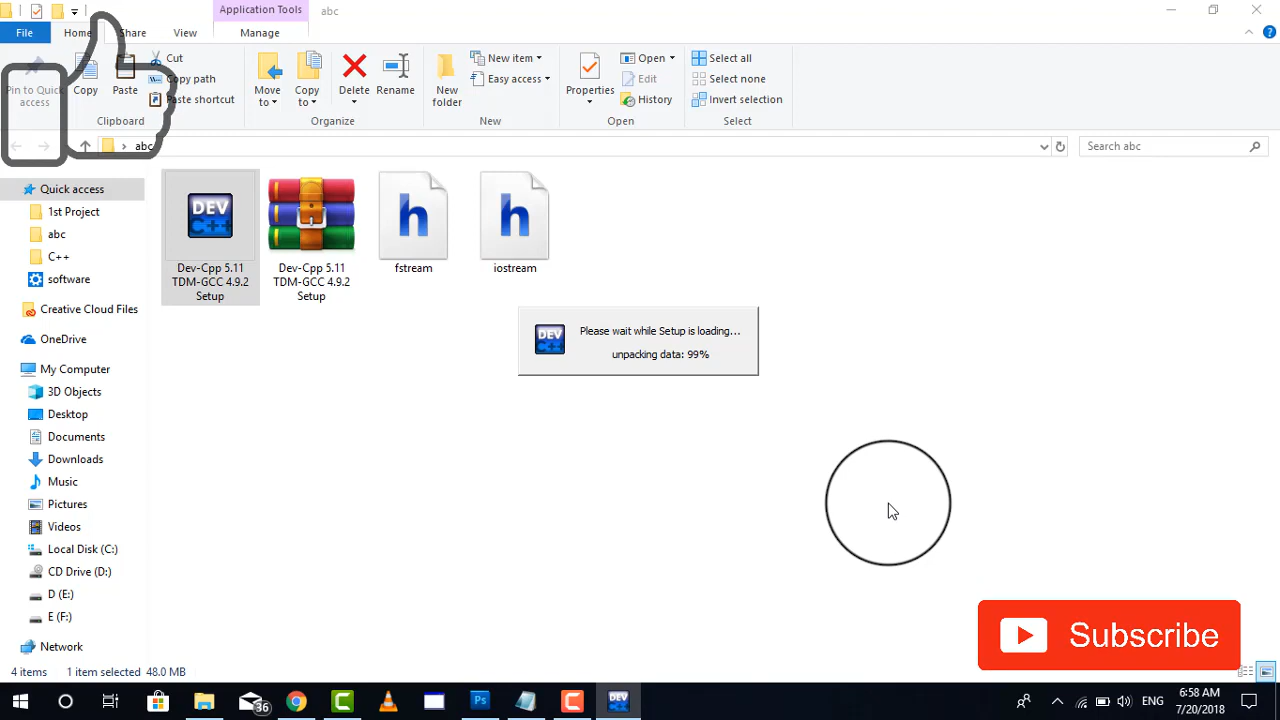 Application Tools
abc
File
Home
Share
View
Manage
Pin to Quick
access
Copy
Paste
Cut
Copy path
Paste shortcut
Clipboard
Move
to
Copy
to
Delete
Rename
Organize
New
folder
New item
Easy access
New
Properties
Open
Edit
History
Open
Select all
Select none
Invert selection
Select
abc
Search abc
Quick access
1st Project
abc
C++
software
Creative Cloud Files
OneDrive
My Computer
3D Objects
Desktop
Documents
Downloads
Music
Pictures
Videos
Local Disk (C:)
CD Drive (D:)
D (E:)
E (F:)
Network
DEV
C++
Dev-Cpp 5.11
TDM-GCC 4.9.2
Setup
Dev-Cpp 5.11
TDM-GCC 4.9.2
Setup
h
fstream
h
iostream
DEV
C++
Please wait while Setup is loading...
unpacking data: 99%
Subscribe
4 items
1 item selected
48.0 MB
36
Ps
DEV
C++
ENG
6:58 AM
7/20/2018